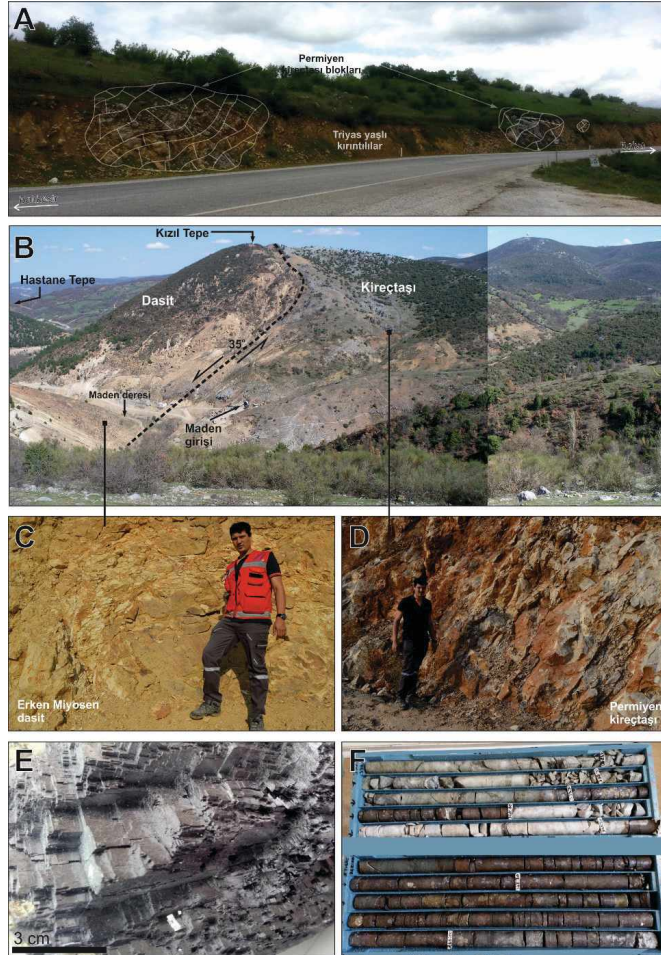 A
Permiyen
kireçtaşı blokları
Triyas yaşlı
kırıntılılar
B
Kızıl Tepe
Hastane Tepe
Dasit
Kireçtaşı
35°
Maden deresi
Maden
girişi
C
Erken Miyosen
dasit
D
Permiyen
kireçtaşı
E
3 cm
F